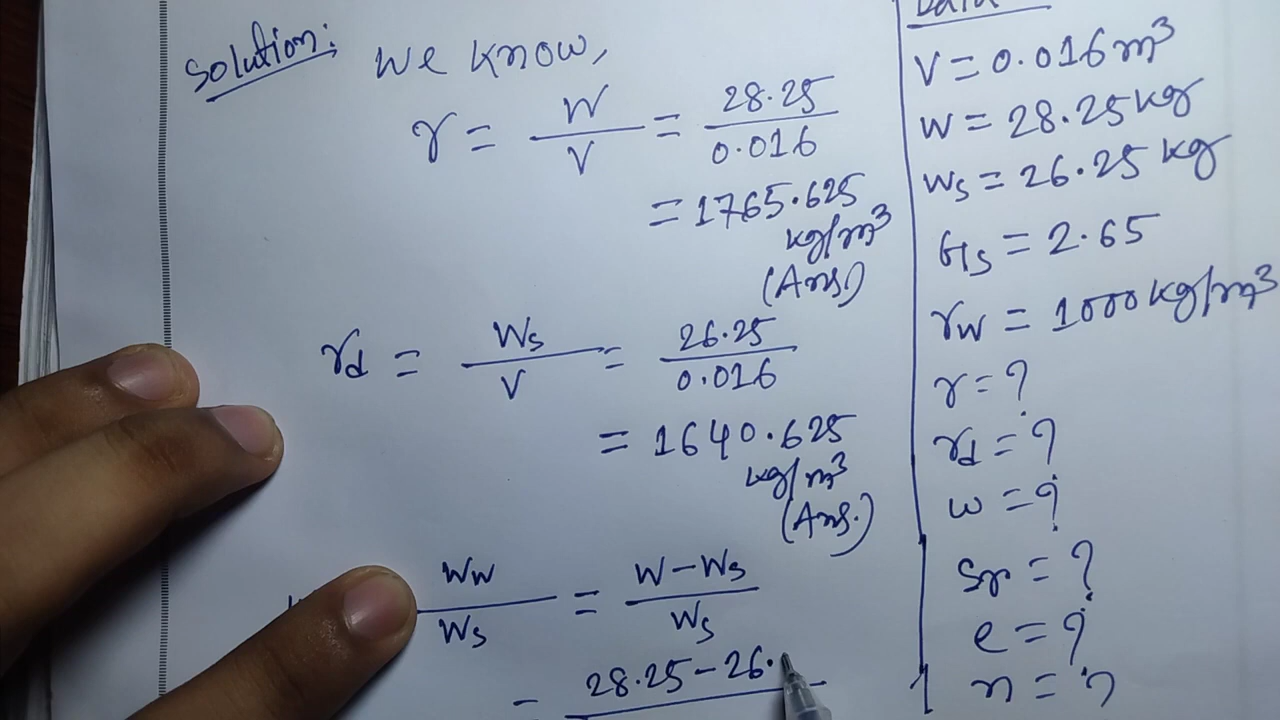 Solution: We know,
γ = W/V = 28.25/0.016
= 1765.625
kg/m³
(Ans.)
γd = Ws/V = 26.25/0.016
= 1640.625
kg/m³
(Ans.)
Ww/Ws = W-Ws/Ws
= 28.25-26.
Data
V = 0.016 m³
W = 28.25 kg
Ws = 26.25 kg
Gs = 2.65
γw = 1000 kg/m³
γ = ?
γd = ?
w = ?
Sr = ?
e = ?
n = ?